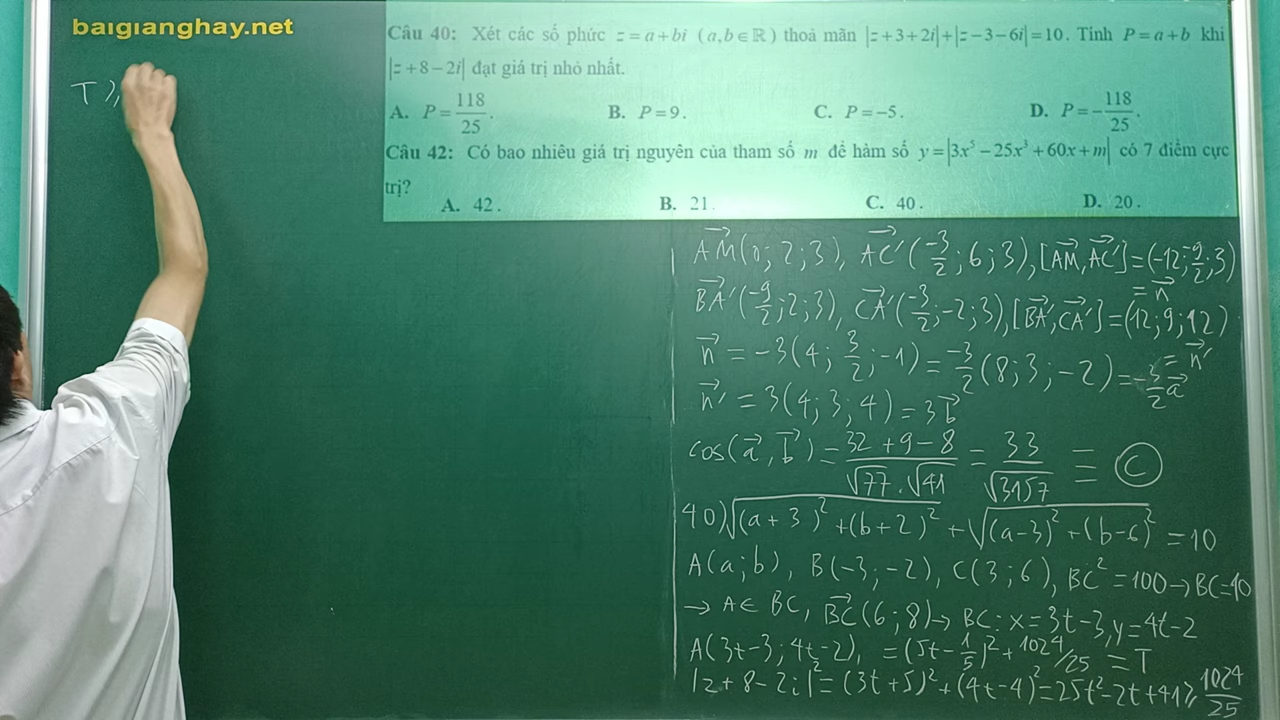 baigianghay.net
Câu 40: Xét các số phức z = a + bi (a, b ∈ ℝ) thoả mãn |z + 3 + 2i| + |z − 3 − 6i| = 10. Tính P = a + b khi
|z + 8 − 2i| đạt giá trị nhỏ nhất.
A. P = 118/25. B. P = 9. C. P = −5. D. P = −118/25.
Câu 42: Có bao nhiêu giá trị nguyên của tham số m để hàm số y = |3x⁵ − 25x³ + 60x + m| có 7 điểm cực
trị?
A. 42. B. 21. C. 40. D. 20.
T ≥
AM→(0; 2; 3), AC'→(-3/2; 6; 3), [AM→, AC'→] = (-12; -9/2; 3)
= n→
BA'→(-9/2; 2; 3), CA'→(-3/2; -2; 3), [BA'→, CA'→] = (12; 9; 12)
= n'→
n→ = -3(4; 3/2; -1) = -3/2(8; 3; -2) = -3/2 a→
n'→ = 3(4; 3; 4) = 3b→
cos(a→, b→) = (32 + 9 - 8)/(√77 . √41) = 33/√3157 ≡ C
40) √((a + 3)² + (b + 2)²) + √((a - 3)² + (b - 6)²) = 10
A(a; b), B(-3; -2), C(3; 6), BC² = 100 → BC = 10
→ A ∈ BC, BC→(6; 8) → BC: x = 3t - 3, y = 4t - 2
A(3t - 3; 4t - 2), = (5t - 1/5)² + 1024/25 = T
|z + 8 - 2i|² = (3t + 5)² + (4t - 4)² = 25t² - 2t + 41 ≥ 1024/25